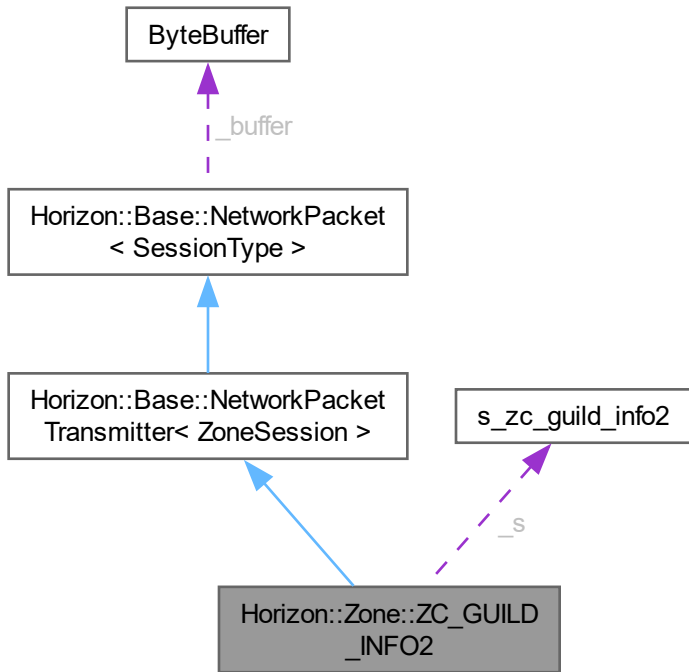 ByteBuffer
_buffer
Horizon::Base::NetworkPacket
< SessionType >
Horizon::Base::NetworkPacket
Transmitter< ZoneSession >
s_zc_guild_info2
_s
Horizon::Zone::ZC_GUILD
_INFO2